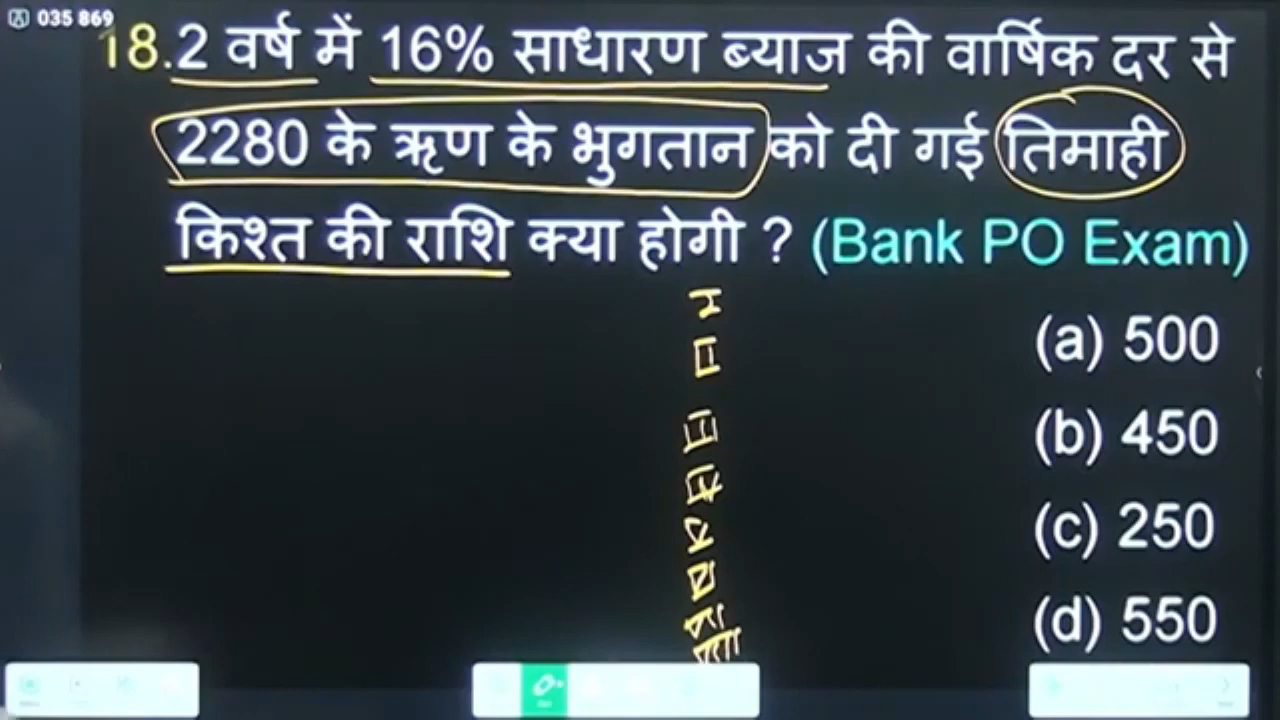 035 869
18.2 वर्ष में 16% साधारण ब्याज की वार्षिक दर से
2280 के ऋण के भुगतान को दी गई तिमाही
किश्त की राशि क्या होगी ? (Bank PO Exam)
(a) 500
(b) 450
(c) 250
(d) 550